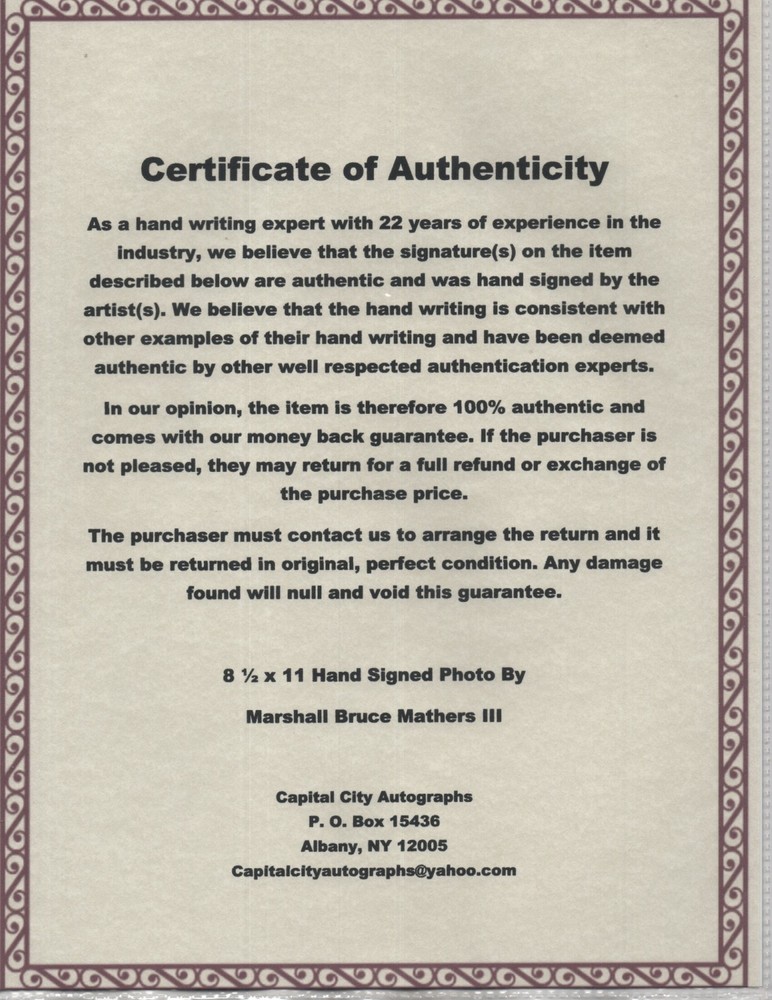 Certificate of Authenticity
As a hand writing expert with 22 years of experience in the
industry, we believe that the signature(s) on the item
described below are authentic and was hand signed by the
artist(s). We believe that the hand writing is consistent with
other examples of their hand writing and have been deemed
authentic by other well respected authentication experts.
In our opinion, the item is therefore 100% authentic and
comes with our money back guarantee. If the purchaser is
not pleased, they may return for a full refund or exchange of
the purchase price.
The purchaser must contact us to arrange the return and it
must be returned in original, perfect condition. Any damage
found will null and void this guarantee.
8 ½ x 11 Hand Signed Photo By
Marshall Bruce Mathers III
Capital City Autographs
P. O. Box 15436
Albany, NY 12005
Capitalcityautographs@yahoo.com